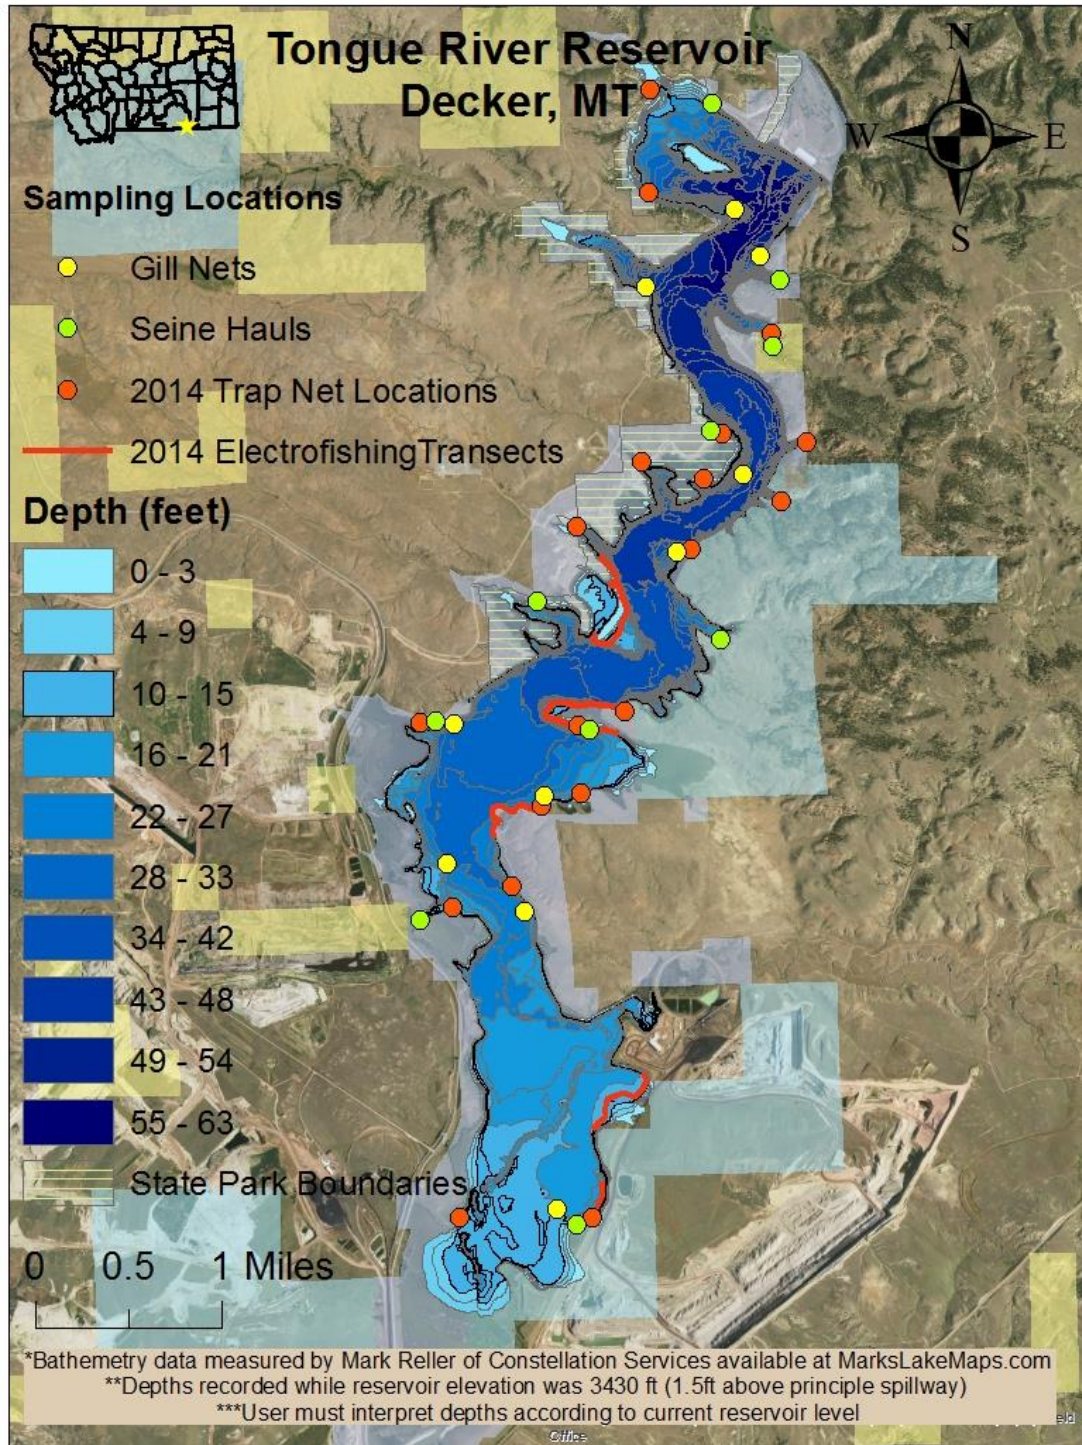 Tongue River Reservoir
Decker, MT
N
W
E
S
Sampling Locations
Gill Nets
Seine Hauls
2014 Trap Net Locations
2014 ElectrofishingTransects
Depth (feet)
0 - 3
4 - 9
10 - 15
16 - 21
22 - 27
28 - 33
34 - 42
43 - 48
49 - 54
55 - 63
State Park Boundaries
0 0.5 1 Miles
*Bathemetry data measured by Mark Reller of Constellation Services available at MarksLakeMaps.com
**Depths recorded while reservoir elevation was 3430 ft (1.5ft above principle spillway)
***User must interpret depths according to current reservoir level
Office